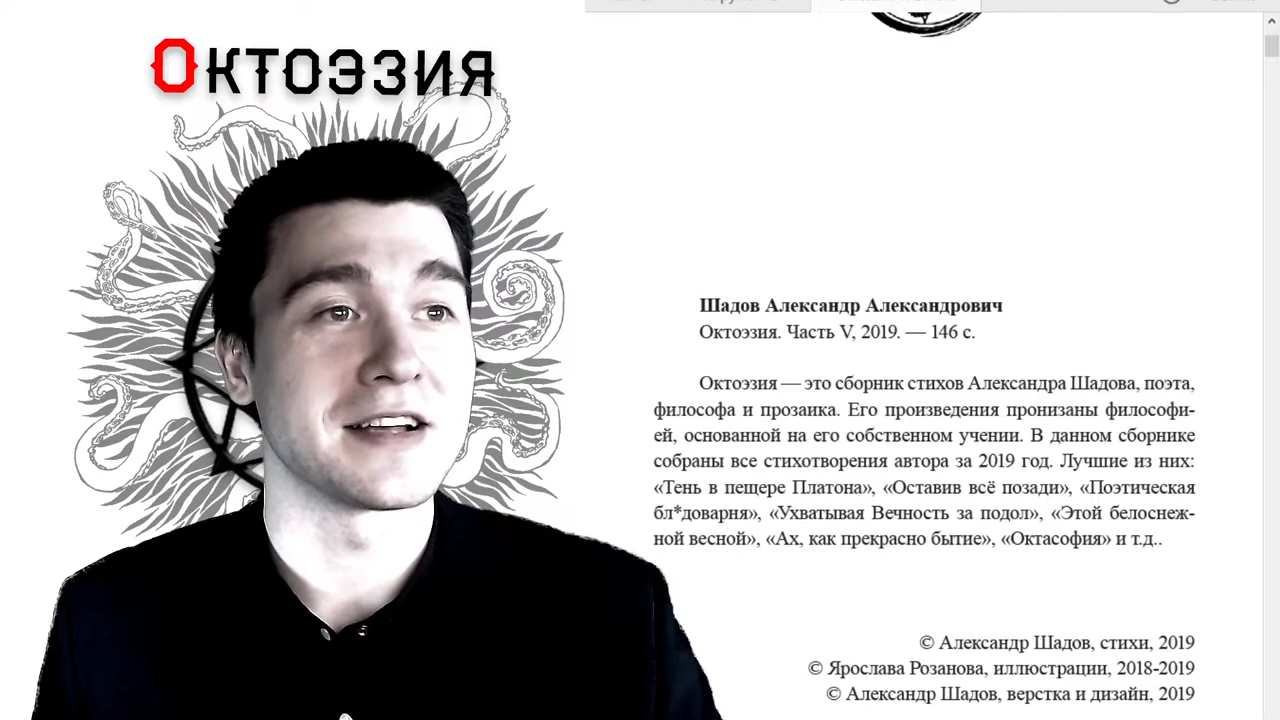 Октоэзия
Шадов Александр Александрович
Октоэзия. Часть V, 2019. — 146 с.
Октоэзия — это сборник стихов Александра Шадова, поэта,
философа и прозаика. Его произведения пронизаны философи-
ей, основанной на его собственном учении. В данном сборнике
собраны все стихотворения автора за 2019 год. Лучшие из них:
«Тень в пещере Платона», «Оставив всё позади», «Поэтическая
бл*доварня», «Ухватывая Вечность за подол», «Этой белоснеж-
ной весной», «Ах, как прекрасно бытие», «Октасофия» и т.д..
© Александр Шадов, стихи, 2019
© Ярослава Розанова, иллюстрации, 2018-2019
© Александр Шадов, верстка и дизайн, 2019